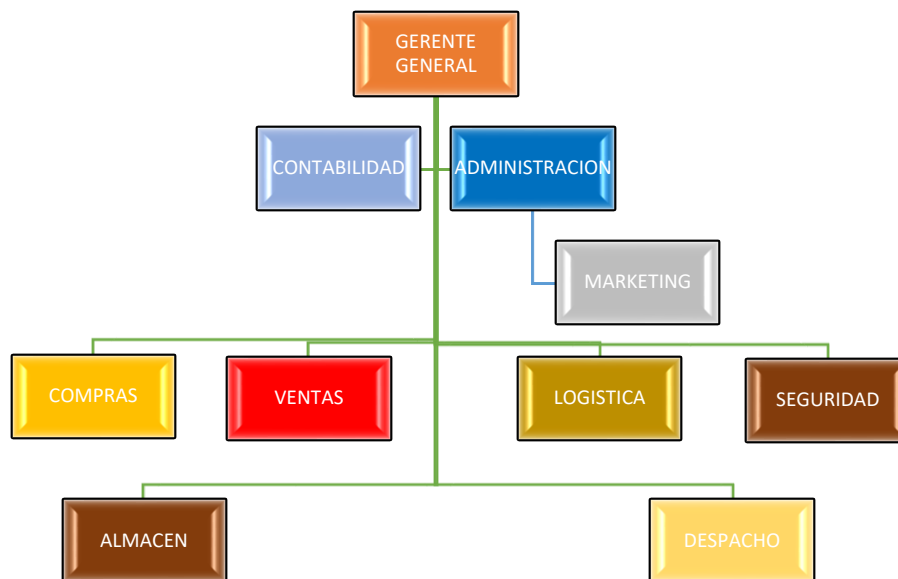 GERENTE
GENERAL
CONTABILIDAD
ADMINISTRACION
MARKETING
COMPRAS
VENTAS
LOGISTICA
SEGURIDAD
ALMACEN
DESPACHO